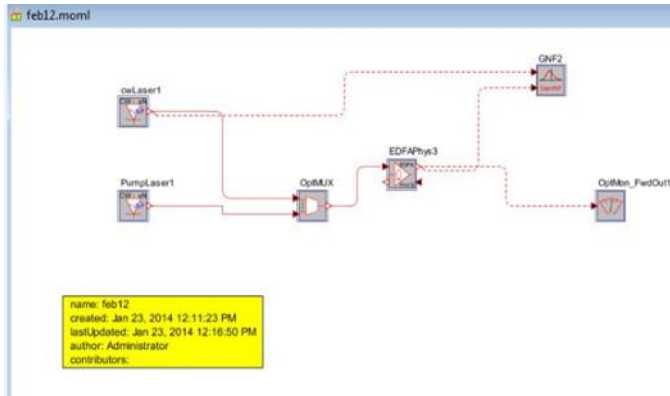 feb12.moml
GNF2
cwLaser1
EDFAPhys3
PumpLaser1
OptMUX
OptMon_FwdOut1
name: feb12
created: Jan 23, 2014 12:11:23 PM
lastUpdated: Jan 23, 2014 12:16:50 PM
author: Administrator
contributors: